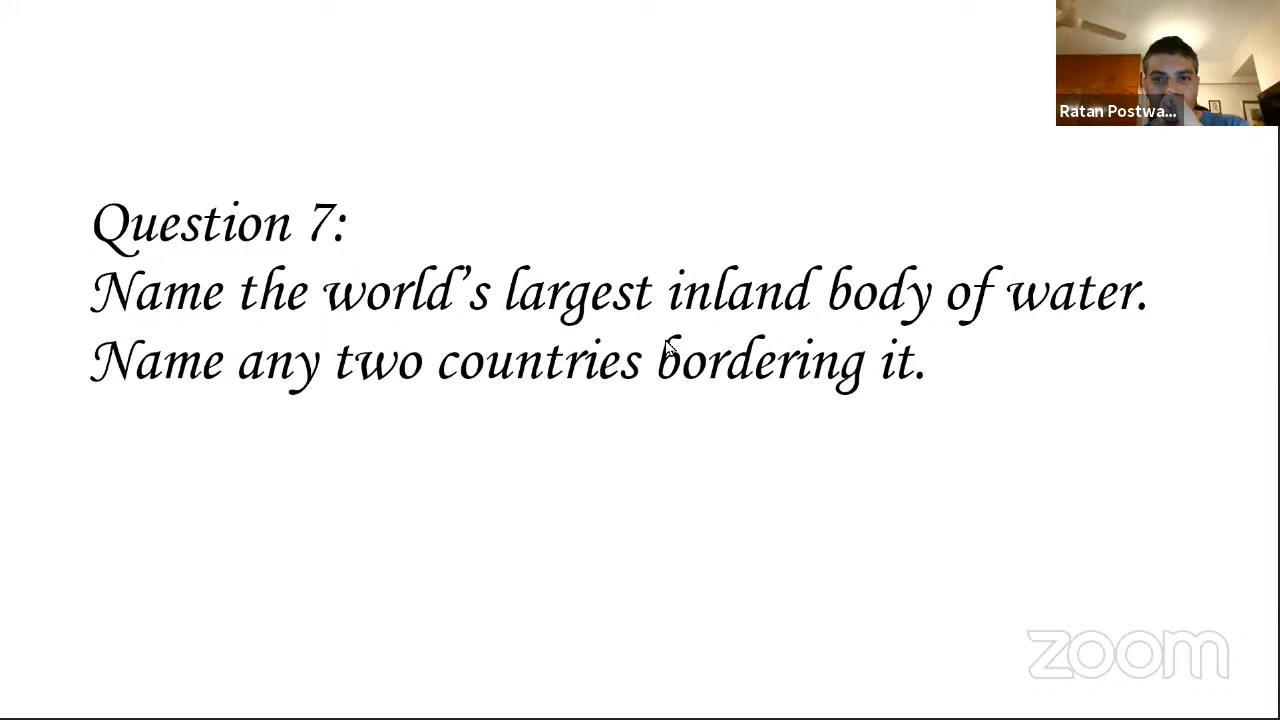 Ratan Postwa...
Question 7:
Name the world’s largest inland body of water.
Name any two countries bordering it.
zoom